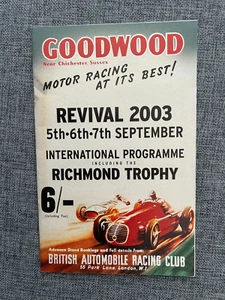 GOODWOOD
Near Chichester Sussex
MOTOR RACING
AT ITS BEST!
REVIVAL 2003
5th·6th·7th SEPTEMBER
INTERNATIONAL PROGRAMME
INCLUDING THE
RICHMOND TROPHY
6/-
(Including Tax)
Advance Stand Bookings and Full details from:
BRITISH AUTOMOBILE RACING CLUB
55 Park Lane London, W.1